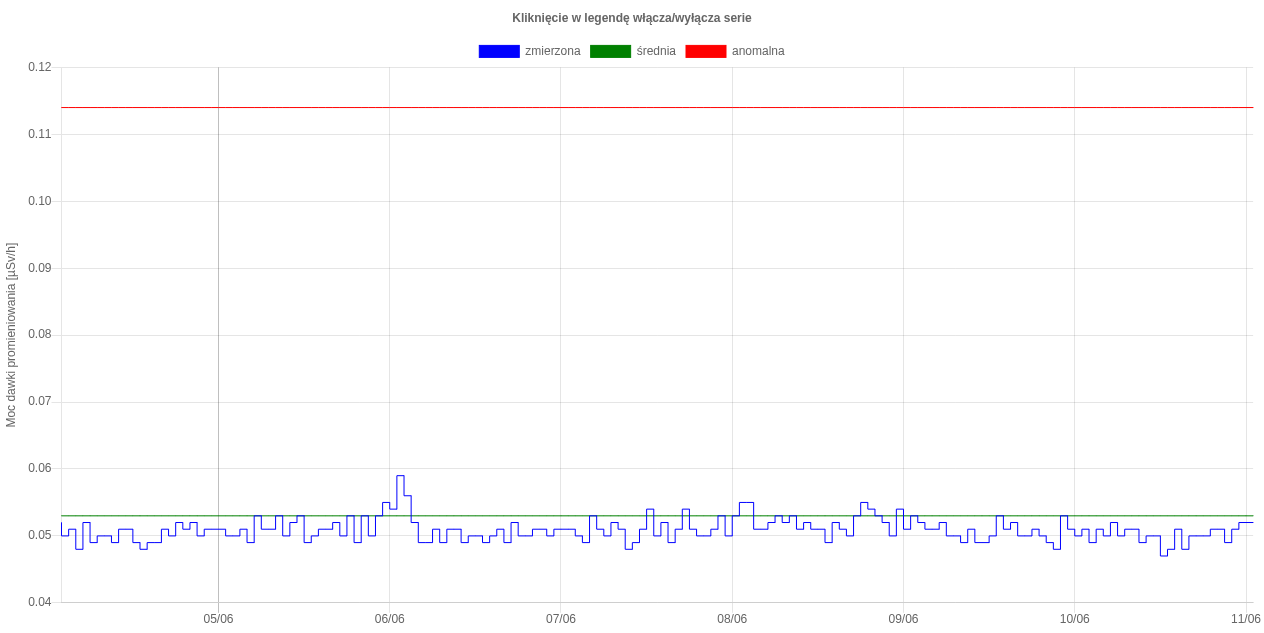 Kliknięcie w legendę włącza/wyłącza serie
zmierzona średnia anomalna
Moc dawki promieniowania [µSv/h]
0.12
0.11
0.10
0.09
0.08
0.07
0.06
0.05
0.04
05/06 06/06 07/06 08/06 09/06 10/06 11/06